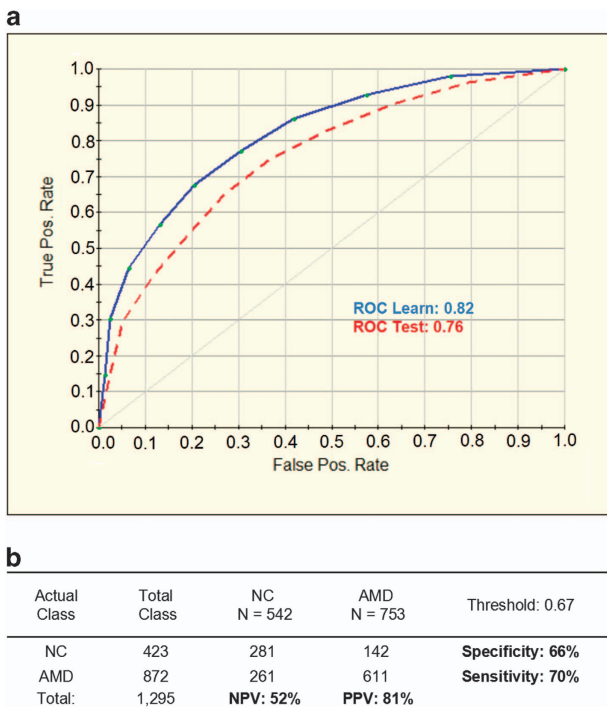 a
1.0
0.9
0.8
0.7
0.6
0.5
0.4
0.3
0.2
0.1
0.0
True Pos. Rate
ROC Learn: 0.82
ROC Test: 0.76
0.0 0.1 0.2 0.3 0.4 0.5 0.6 0.7 0.8 0.9 1.0
False Pos. Rate
b
Actual Class Total Class NC N = 542 AMD N = 753 Threshold: 0.67
NC 423 281 142 Specificity: 66%
AMD 872 261 611 Sensitivity: 70%
Total: 1,295 NPV: 52% PPV: 81%